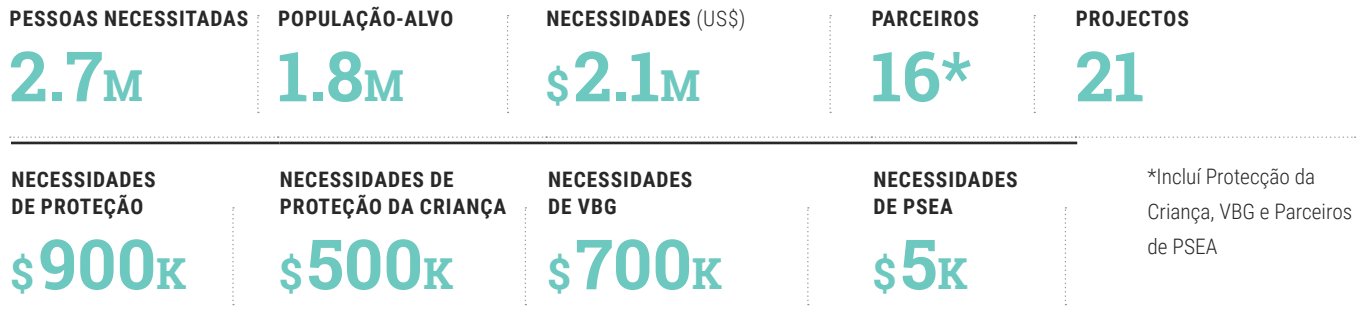 PESSOAS NECESSITADAS
2.7M
POPULAÇÃO-ALVO
1.8M
NECESSIDADES (US$)
$2.1M
PARCEIROS
16*
PROJECTOS
21
NECESSIDADES
DE PROTEÇÃO
$900K
NECESSIDADES DE
PROTEÇÃO DA CRIANÇA
$500K
NECESSIDADES
DE VBG
$700K
NECESSIDADES
DE PSEA
$5K
*Incluí Protecção da
Criança, VBG e Parceiros
de PSEA